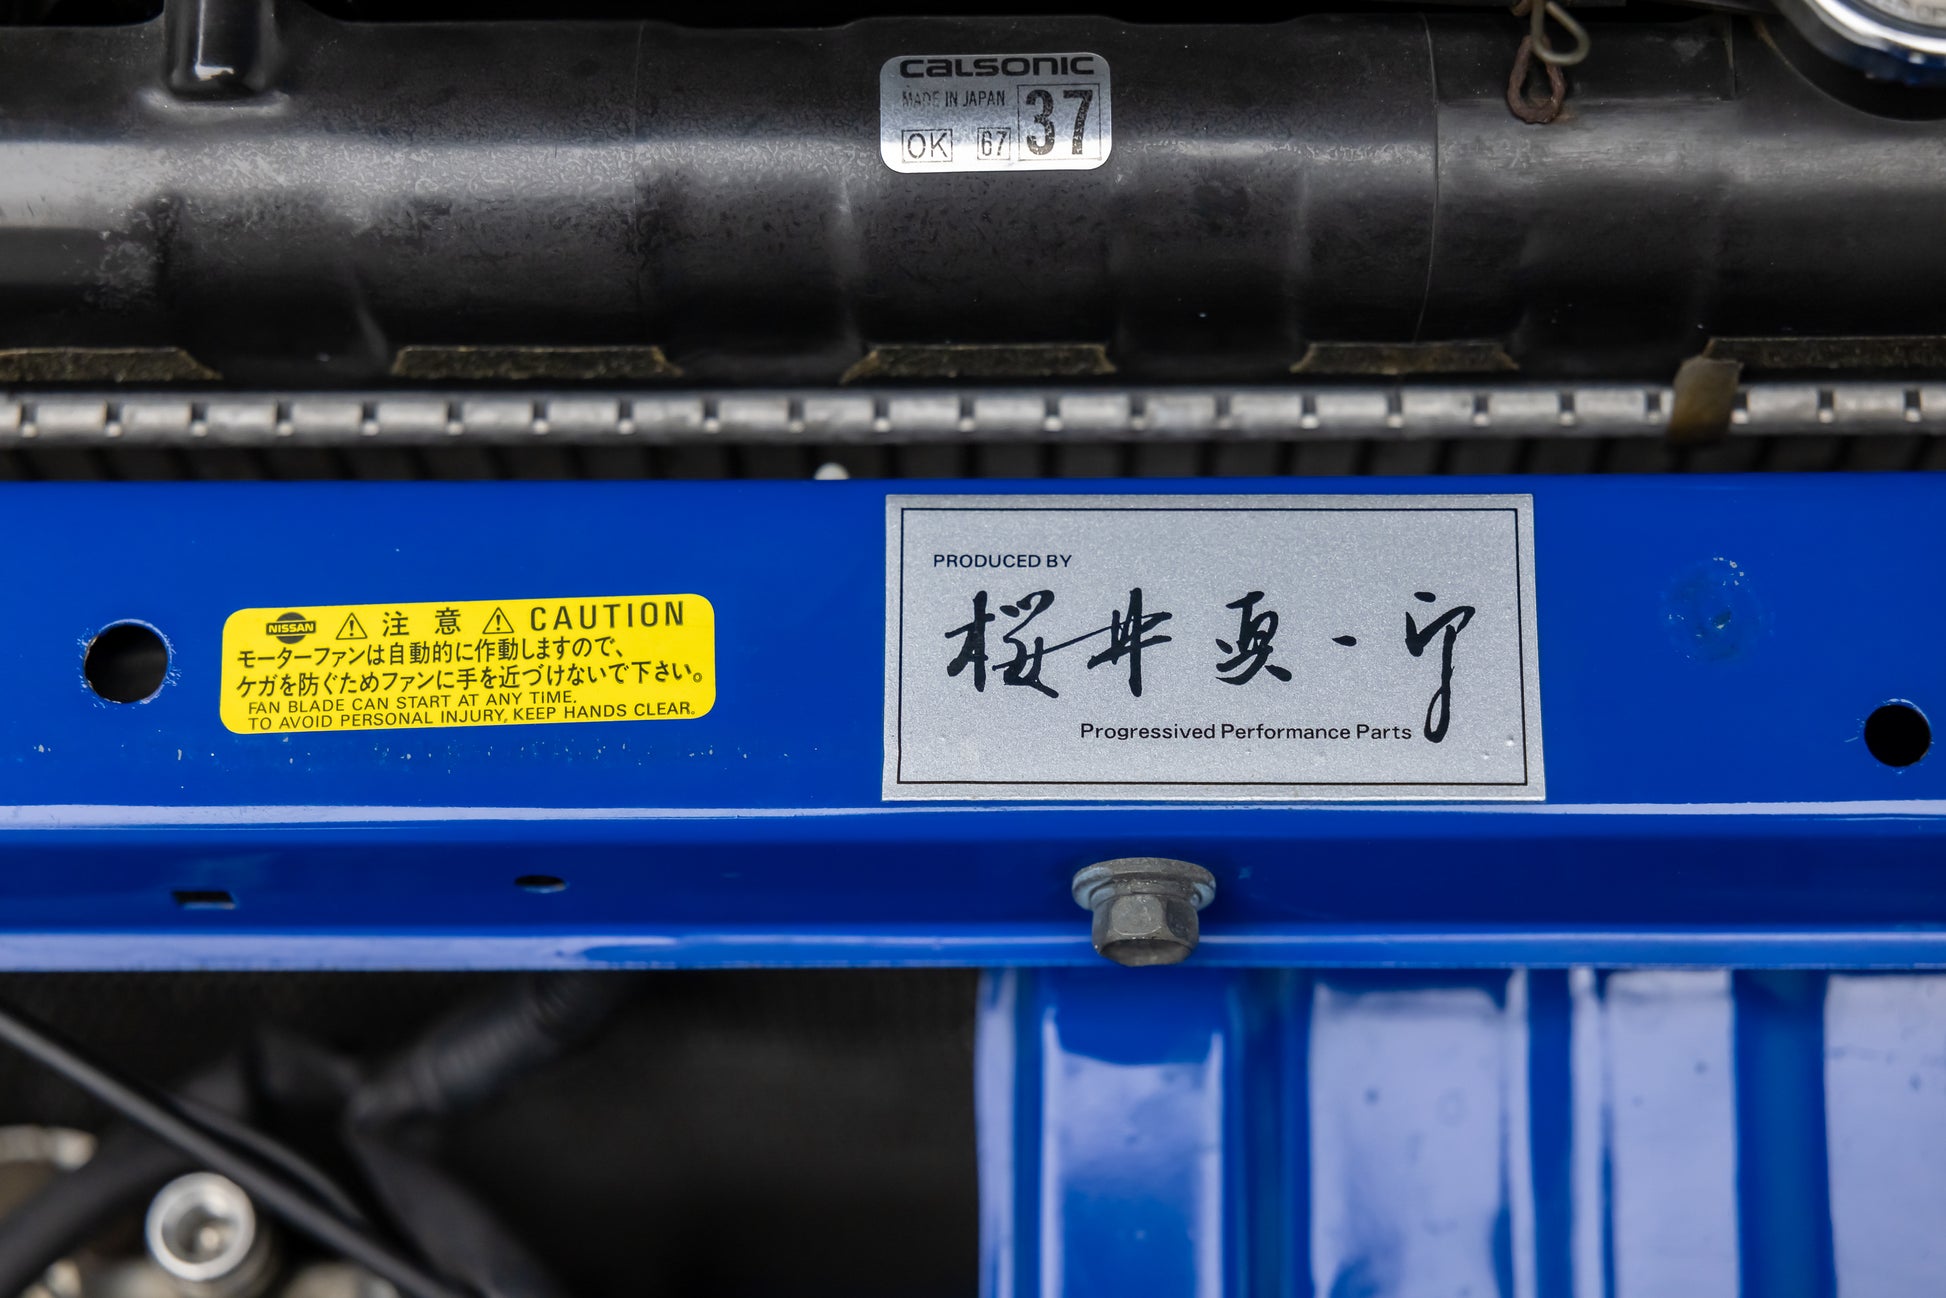 CALSONIC
MADE IN JAPAN
37
OK
67
NISSAN
注意
CAUTION
モーターファンは自動的に作動しますので、
ケガを防ぐためファンに手を近づけないで下さい。
FAN BLADE CAN START AT ANY TIME.
TO AVOID PERSONAL INJURY, KEEP HANDS CLEAR.
PRODUCED BY
桜井眞一郎
Progressived Performance Parts